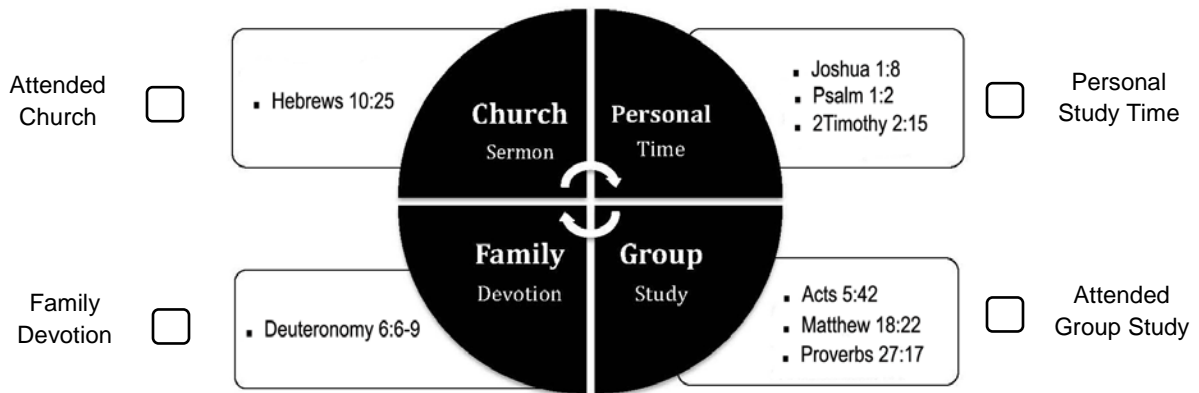 Attended
Church
▪ Hebrews 10:25
Church
Sermon
Personal
Time
▪ Joshua 1:8
▪ Psalm 1:2
▪ 2Timothy 2:15
Personal
Study Time
Family
Devotion
▪ Deuteronomy 6:6-9
Family
Devotion
Group
Study
▪ Acts 5:42
▪ Matthew 18:22
▪ Proverbs 27:17
Attended
Group Study